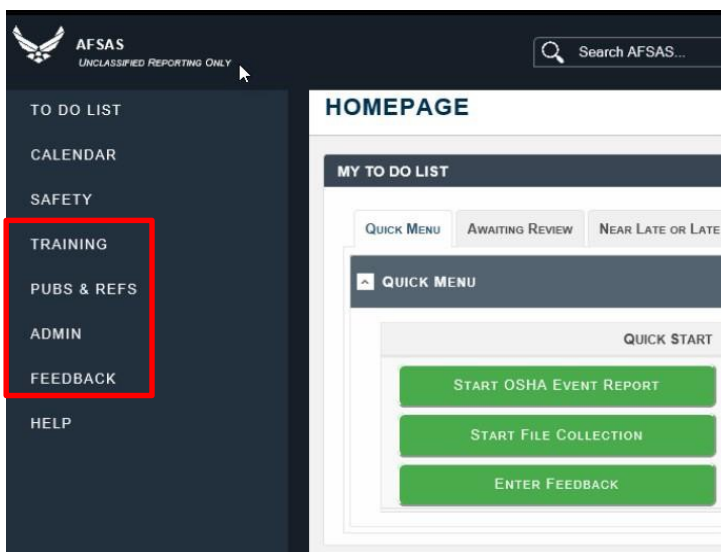 AFSAS
UNCLASSIFIED REPORTING ONLY
Search AFSAS...
TO DO LIST
CALENDAR
SAFETY
TRAINING
PUBS & REFS
ADMIN
FEEDBACK
HELP
HOMEPAGE
MY TO DO LIST
QUICK MENU
AWAITING REVIEW
NEAR LATE OR LATE
QUICK MENU
QUICK START
START OSHA EVENT REPORT
START FILE COLLECTION
ENTER FEEDBACK